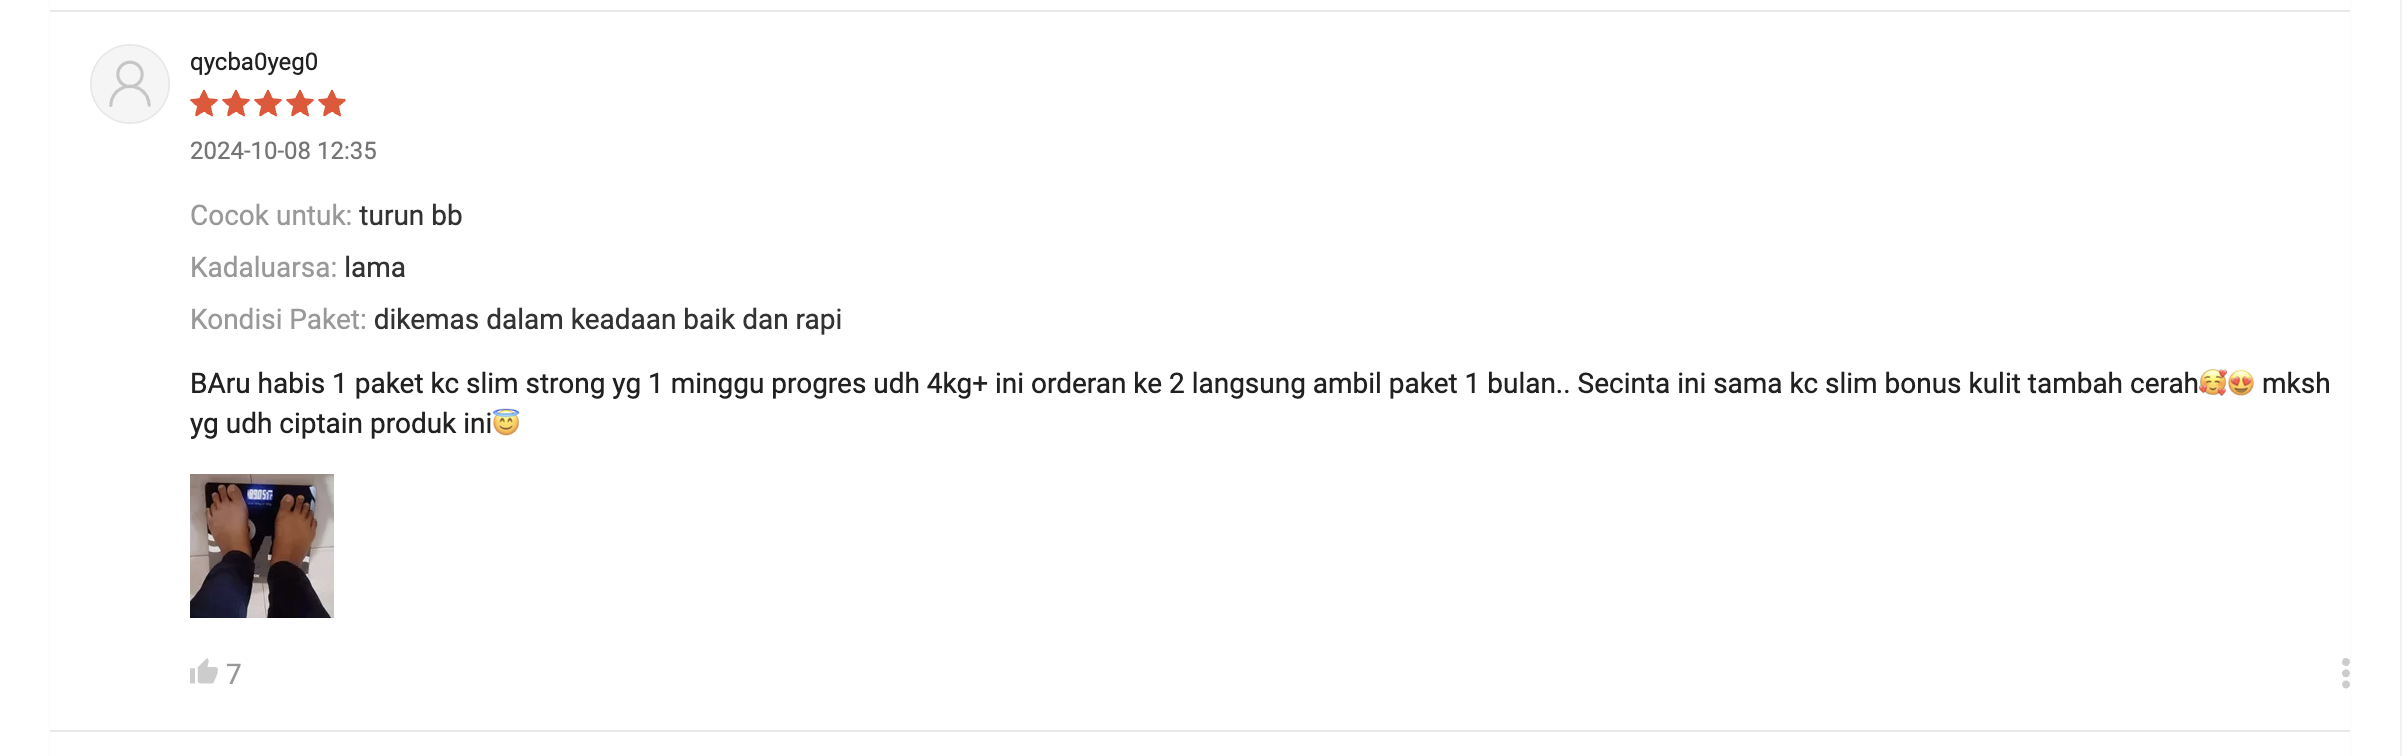 qycba0yeg0
2024-10-08 12:35
Cocok untuk: turun bb
Kadaluarsa: lama
Kondisi Paket: dikemas dalam keadaan baik dan rapi
BAru habis 1 paket kc slim strong yg 1 minggu progres udh 4kg+ ini orderan ke 2 langsung ambil paket 1 bulan.. Secinta ini sama kc slim bonus kulit tambah cerah🥰😍 mksh
yg udh ciptain produk ini😇
7